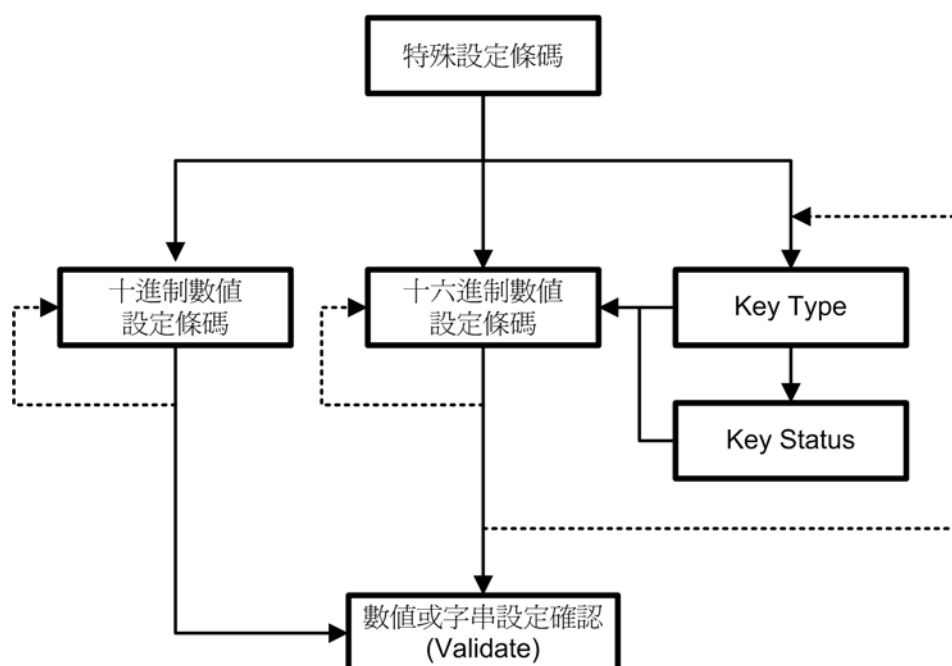 特殊設定條碼
十進制數值
設定條碼
十六進制數值
設定條碼
Key Type
Key Status
數值或字串設定確認
(Validate)